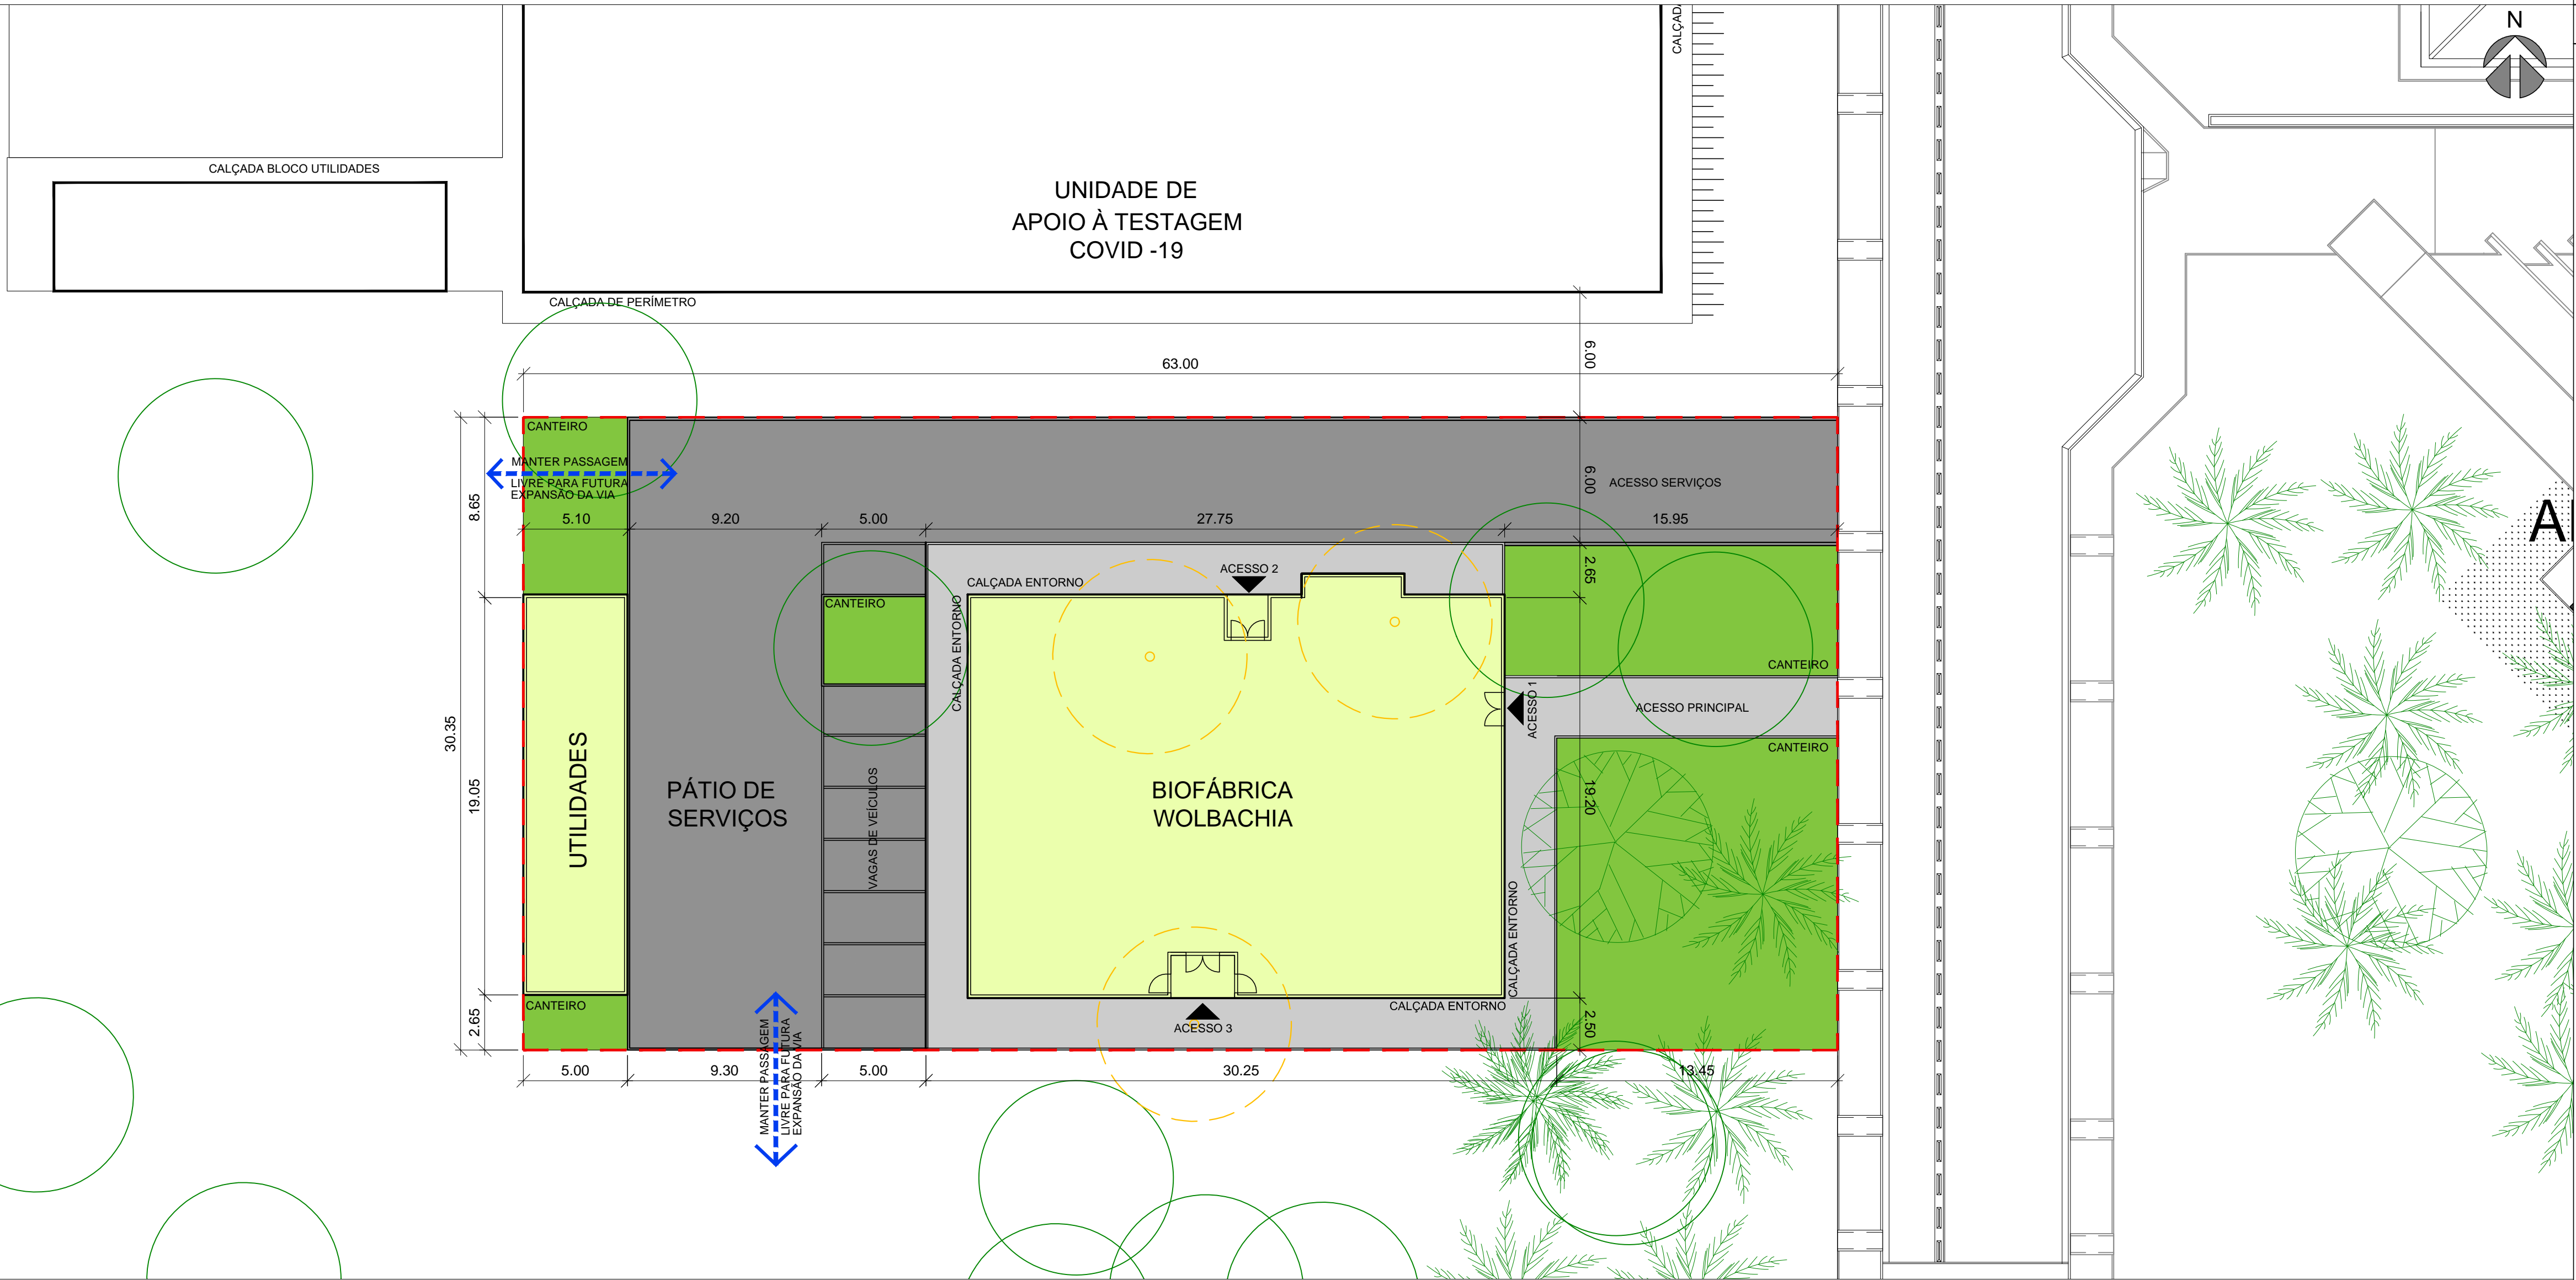 CALÇADA
N
CALÇADA BLOCO UTILIDADES
UNIDADE DE
APOIO À TESTAGEM
COVID -19
CALÇADA DE PERÍMETRO
6.00
63.00
CANTEIRO
MANTER PASSAGEM
LIVRE PARA FUTURA
EXPANSÃO DA VIA
8.65
6.00
ACESSO SERVIÇOS
5.10
9.20
5.00
27.75
15.95
2.65
ACESSO 2
CALÇADA ENTORNO
CALÇADA ENTORNO
CANTEIRO
CANTEIRO
ACESSO 1
ACESSO PRINCIPAL
CANTEIRO
30.35
19.05
UTILIDADES
PÁTIO DE
SERVIÇOS
VAGAS DE VEÍCULOS
BIOFÁBRICA
WOLBACHIA
19.20
CALÇADA ENTORNO
CALÇADA ENTORNO
CANTEIRO
2.65
ACESSO 3
2.50
MANTER PASSAGEM
LIVRE PARA FUTURA
EXPANSÃO DA VIA
5.00
9.30
5.00
30.25
13.45